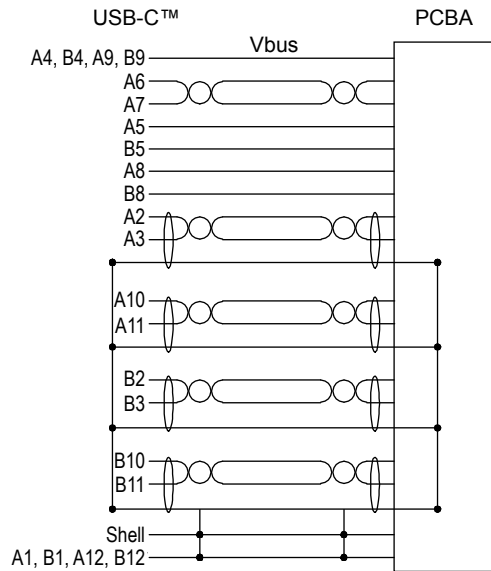 USB-C™ PCBA
Vbus
A4, B4, A9, B9
A6
A7
A5
B5
A8
B8
A2
A3
A10
A11
B2
B3
B10
B11
Shell
A1, B1, A12, B12